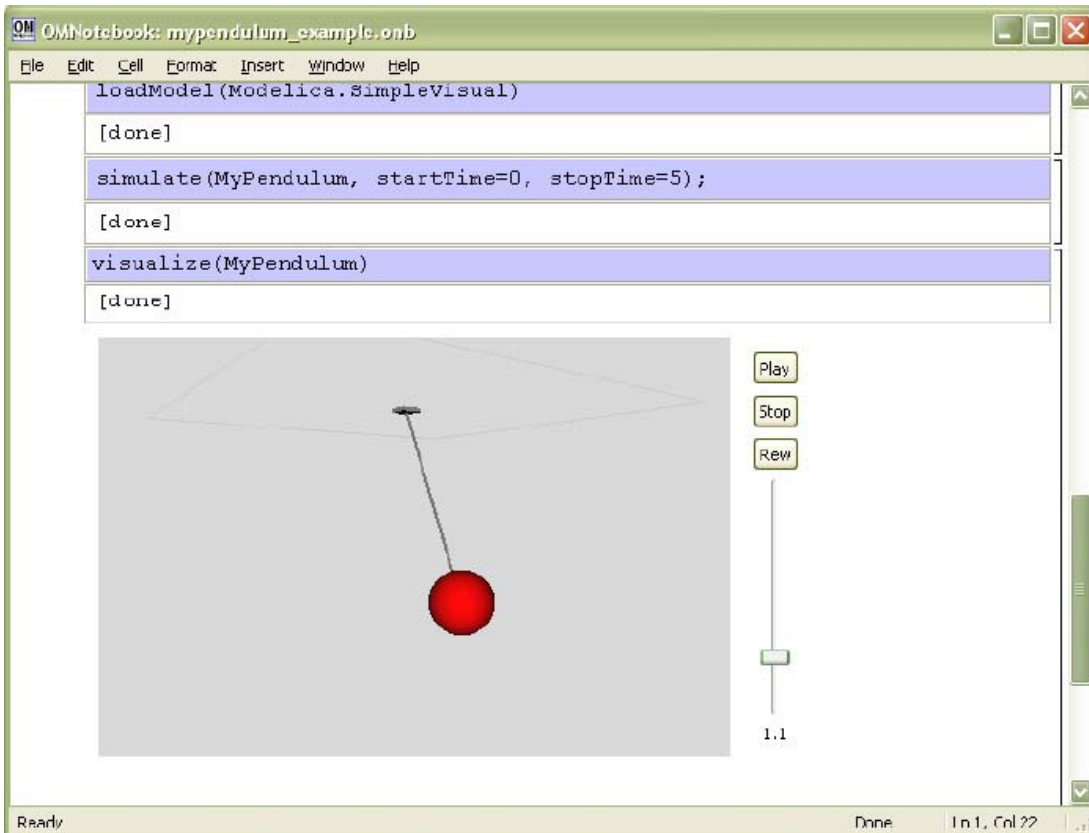 OMNotebook: mypendulum_example.onb
File Edit Cell Format Insert Window Help
loadModel(Modelica.SimpleVisual)
[done]
simulate(MyPendulum, startTime=0, stopTime=5);
[done]
visualize(MyPendulum)
[done]
Play
Stop
Rew
1.1
Ready Done Ln 1, Col 22